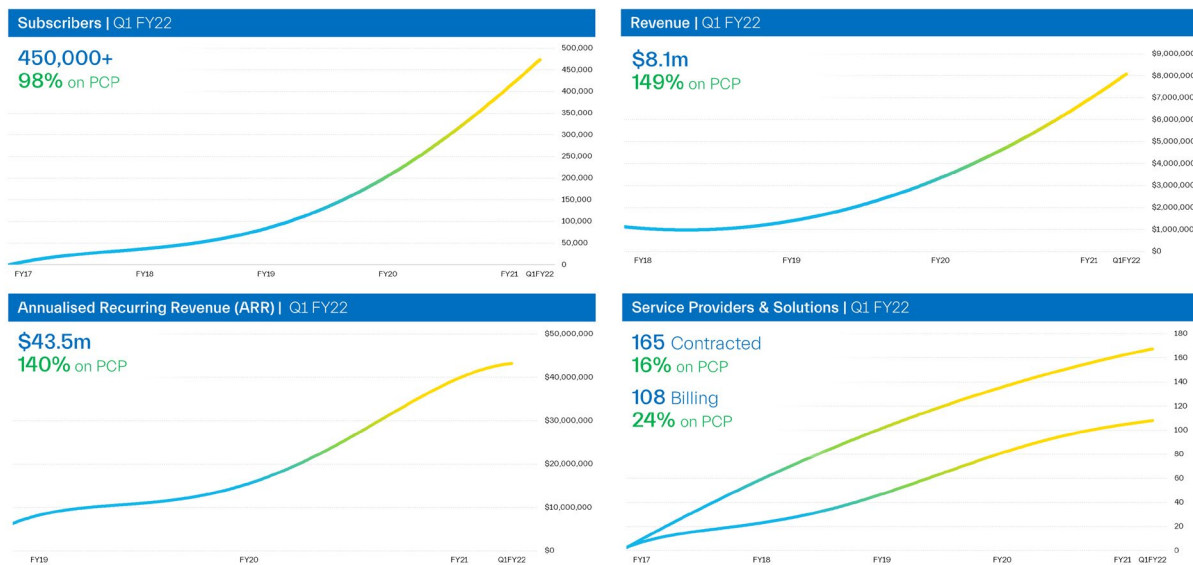 Subscribers | Q1 FY22
450,000+
98% on PCP
500,000
450,000
400,000
350,000
300,000
250,000
200,000
150,000
100,000
50,000
0
FY17 FY18 FY19 FY20 FY21 Q1FY22
Revenue | Q1 FY22
$8.1m
149% on PCP
$9,000,000
$8,000,000
$7,000,000
$6,000,000
$5,000,000
$4,000,000
$3,000,000
$2,000,000
$1,000,000
$0
FY18 FY19 FY20 FY21 Q1FY22
Annualised Recurring Revenue (ARR) | Q1 FY22
$43.5m
140% on PCP
$50,000,000
$40,000,000
$30,000,000
$20,000,000
$10,000,000
$0
FY19 FY20 FY21 Q1FY22
Service Providers & Solutions | Q1 FY22
165 Contracted
16% on PCP
108 Billing
24% on PCP
180
160
140
120
100
80
60
40
20
0
FY17 FY18 FY19 FY20 FY21 Q1FY22